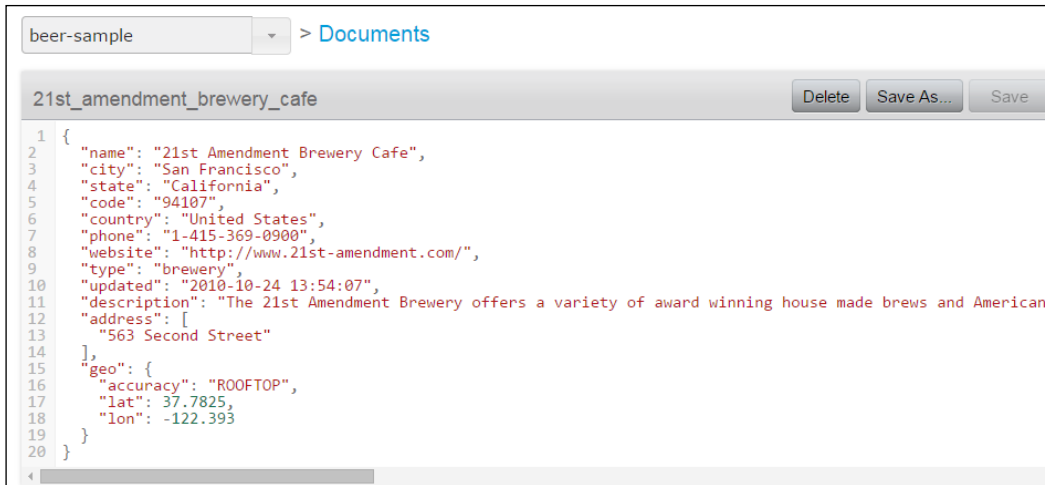 beer-sample > Documents
21st_amendment_brewery_cafe Delete Save As... Save
1 {
2 "name": "21st Amendment Brewery Cafe",
3 "city": "San Francisco",
4 "state": "California",
5 "code": "94107",
6 "country": "United States",
7 "phone": "1-415-369-0900",
8 "website": "http://www.21st-amendment.com/",
9 "type": "brewery",
10 "updated": "2010-10-24 13:54:07",
11 "description": "The 21st Amendment Brewery offers a variety of award winning house made brews and American
12 "address": [
13 "563 Second Street"
14 ],
15 "geo": {
16 "accuracy": "ROOFTOP",
17 "lat": 37.7825,
18 "lon": -122.393
19 }
20 }